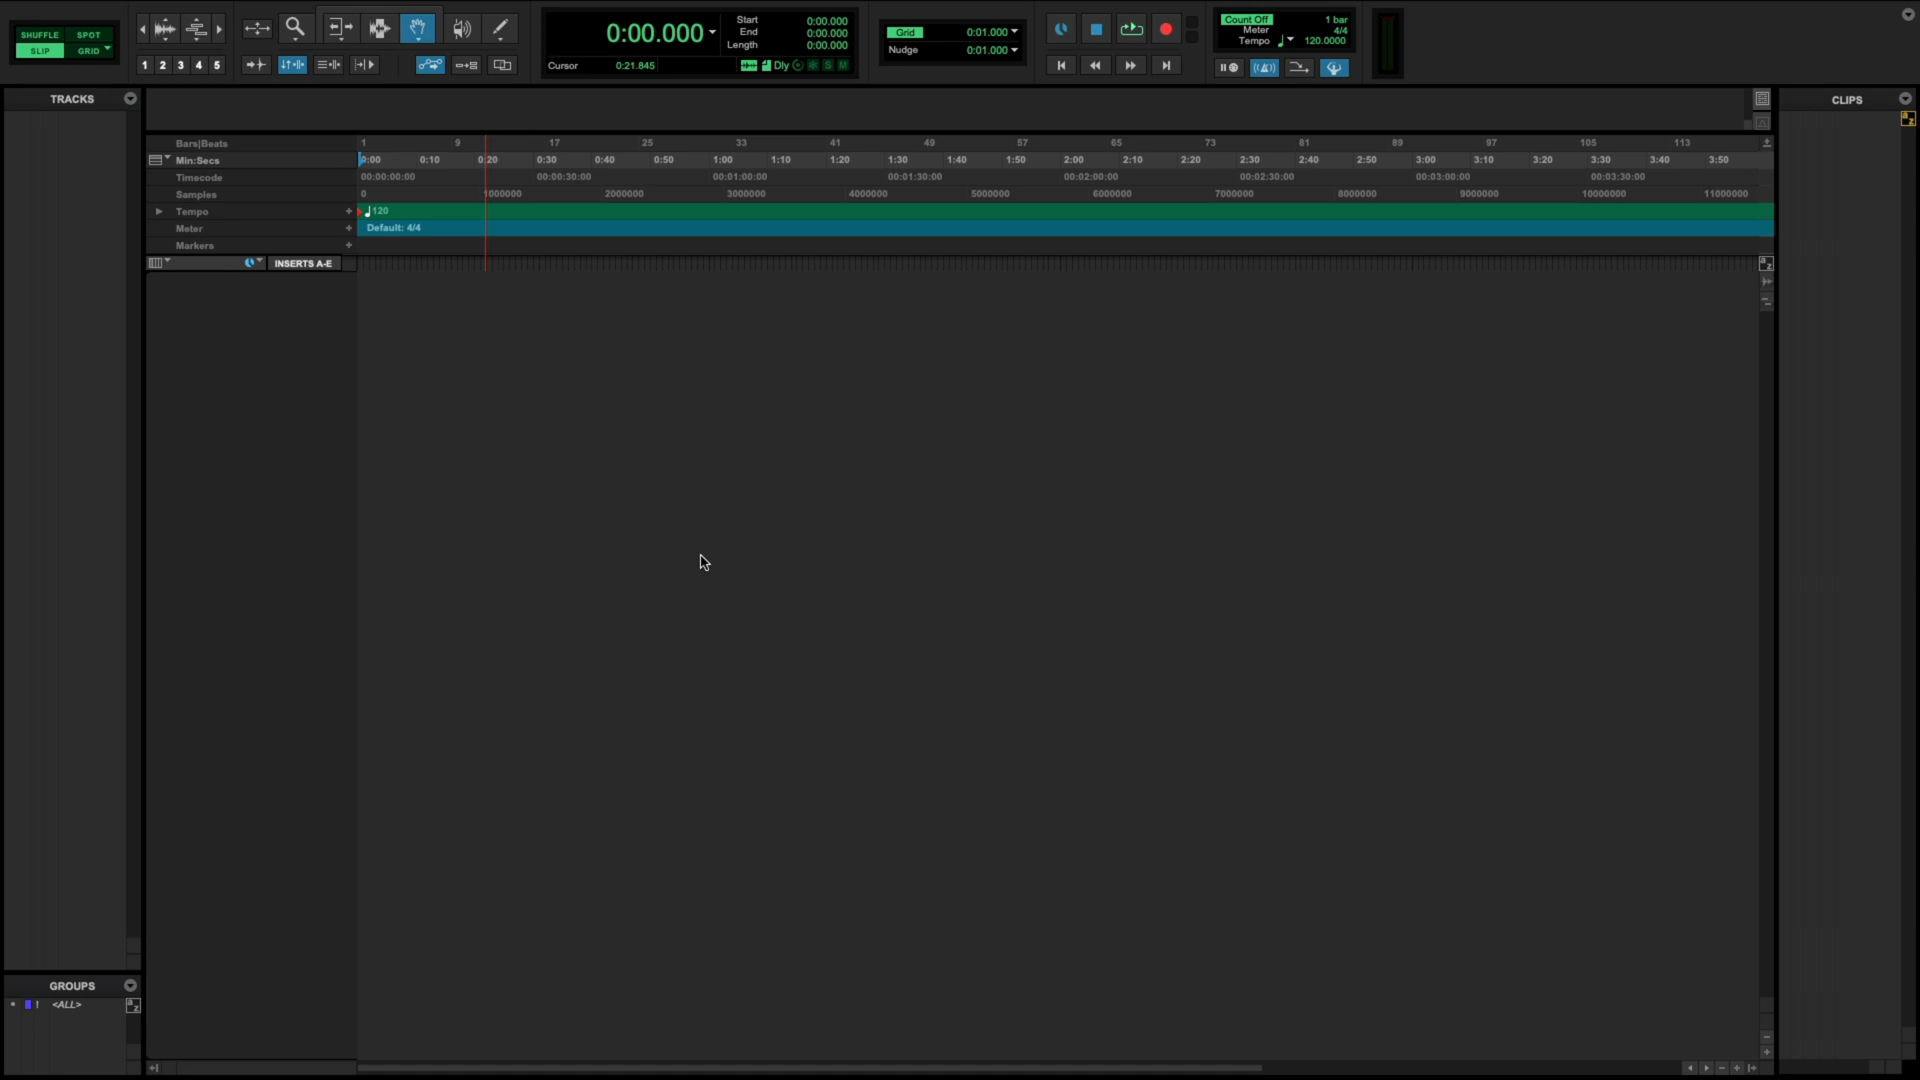 SHUFFLE SPOT
SLIP GRID
1 2 3 4 5
0:00.000
Start 0:00.000
End 0:00.000
Length 0:00.000
Cursor 0:21.845
Dly S M
Grid 0:01.000
Nudge 0:01.000
Count Off 1 bar
Meter 4/4
Tempo 120.0000
TRACKS
CLIPS
Bars|Beats 1 9 17 25 33 41 49 57 65 73 81 89 97 105 113
Min:Secs 0:00 0:10 0:20 0:30 0:40 0:50 1:00 1:10 1:20 1:30 1:40 1:50 2:00 2:10 2:20 2:30 2:40 2:50 3:00 3:10 3:20 3:30 3:40 3:50
Timecode 00:00:00:00 00:00:30:00 00:01:00:00 00:01:30:00 00:02:00:00 00:02:30:00 00:03:00:00 00:03:30:00
Samples 0 1000000 2000000 3000000 4000000 5000000 6000000 7000000 8000000 9000000 10000000 11000000
Tempo + 120
Meter + Default: 4/4
Markers +
INSERTS A-E
a z
GROUPS
1 <ALL>
a z